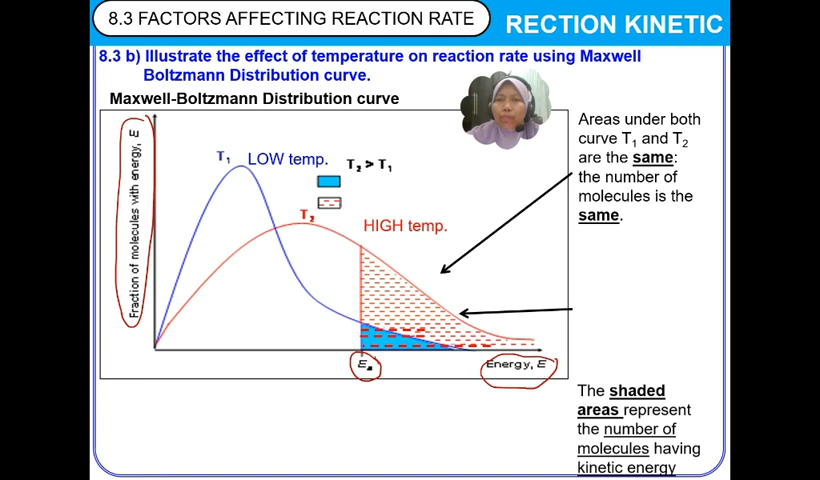 8.3 FACTORS AFFECTING REACTION RATE
RECTION KINETIC
8.3 b) Illustrate the effect of temperature on reaction rate using Maxwell
Boltzmann Distribution curve.
Maxwell-Boltzmann Distribution curve
Fraction of molecules with energy, E
T₁
LOW temp.
T₂ > T₁
T₂
HIGH temp.
Eₐ
Energy, E
Areas under both
curve T₁ and T₂
are the same:
the number of
molecules is the
same.
The shaded
areas represent
the number of
molecules having
kinetic energy